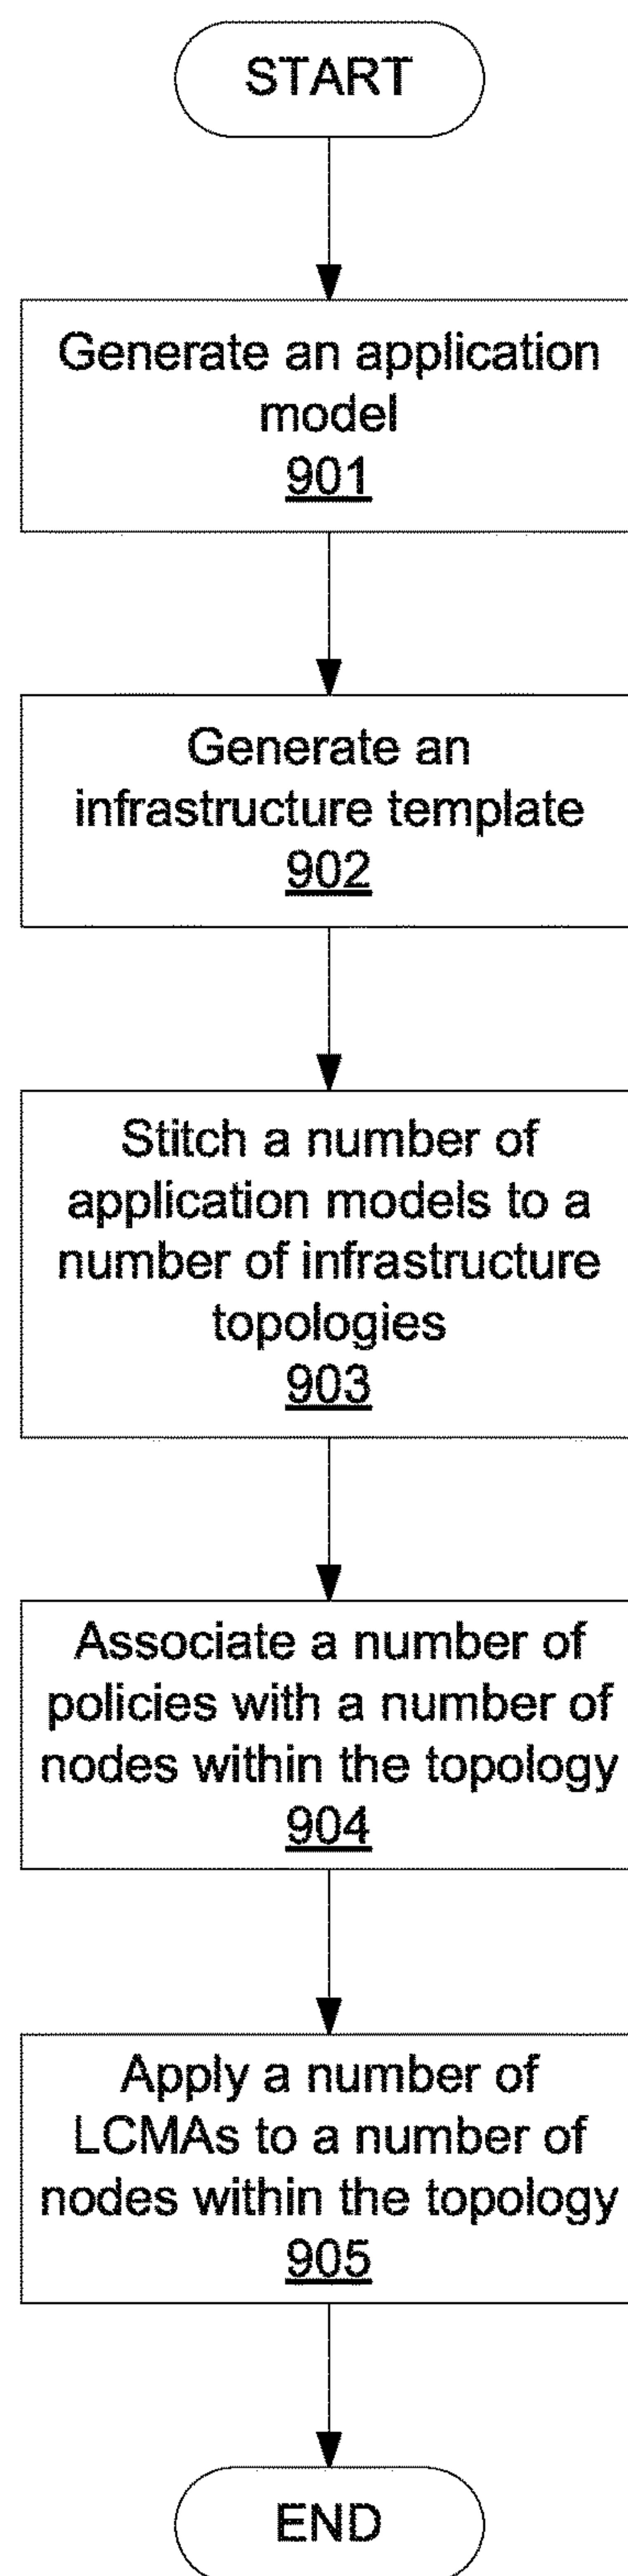 START
Generate an application
model
901
Generate an
infrastructure template
902
Stitch a number of
application models to a
number of infrastructure
topologies
903
Associate a number of
policies with a number of
nodes within the topology
904
Apply a number of
LCMAs to a number of
nodes within the topology
905
END